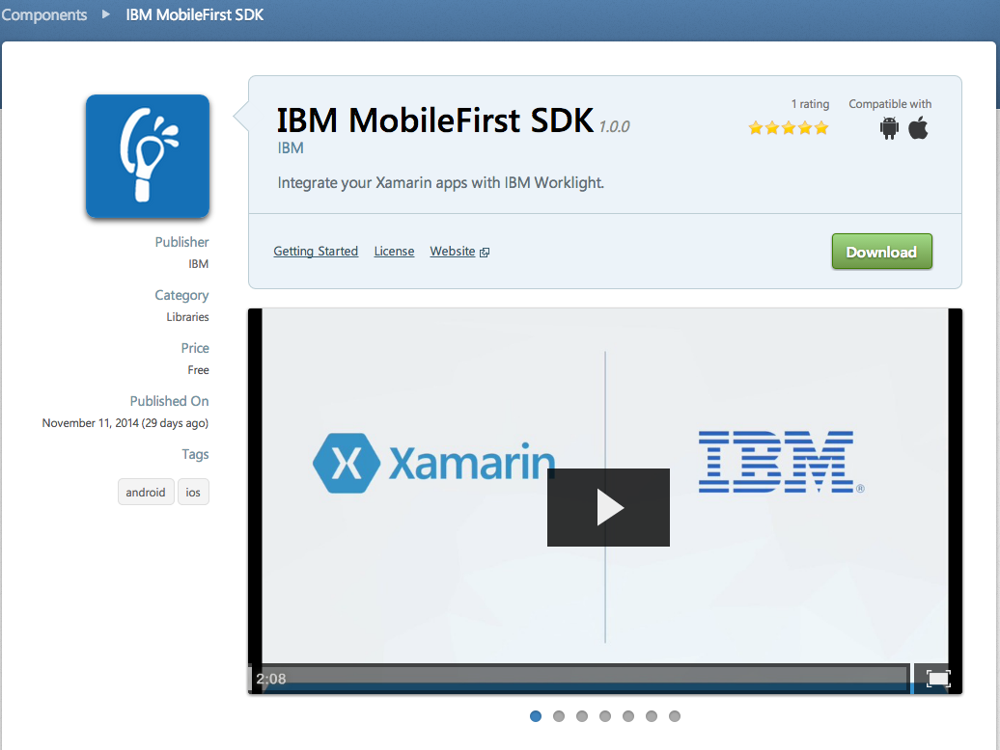 Components IBM MobileFirst SDK
IBM MobileFirst SDK 1.0.0
IBM
Integrate your Xamarin apps with IBM Worklight.
1 rating
Compatible with
Getting Started License Website
Download
Publisher
IBM
Category
Libraries
Price
Free
Published On
November 11, 2014 (29 days ago)
Tags
android ios
X Xamarin
IBM®
2:08